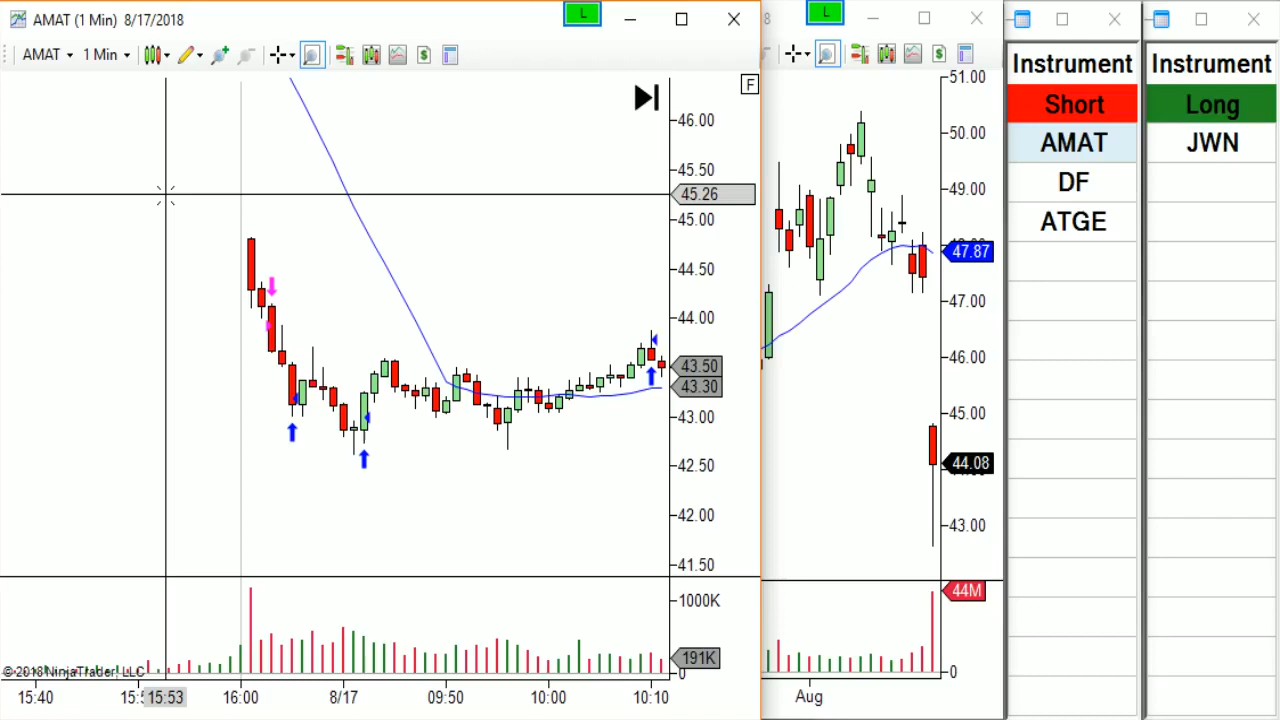 AMAT (1 Min) 8/17/2018
L
AMAT 1 Min
F
46.00
45.50
45.26
45.00
44.50
44.00
43.50
43.30
43.00
42.50
42.00
41.50
1000K
191K
0
©2018 NinjaTrader, LLC
15:40
15:53
16:00
8/17
09:50
10:00
10:10
8
L
51.00
50.00
49.00
47.87
47.00
46.00
45.00
44.08
43.00
44M
0
Aug
Instrument
Short
AMAT
DF
ATGE
Instrument
Long
JWN